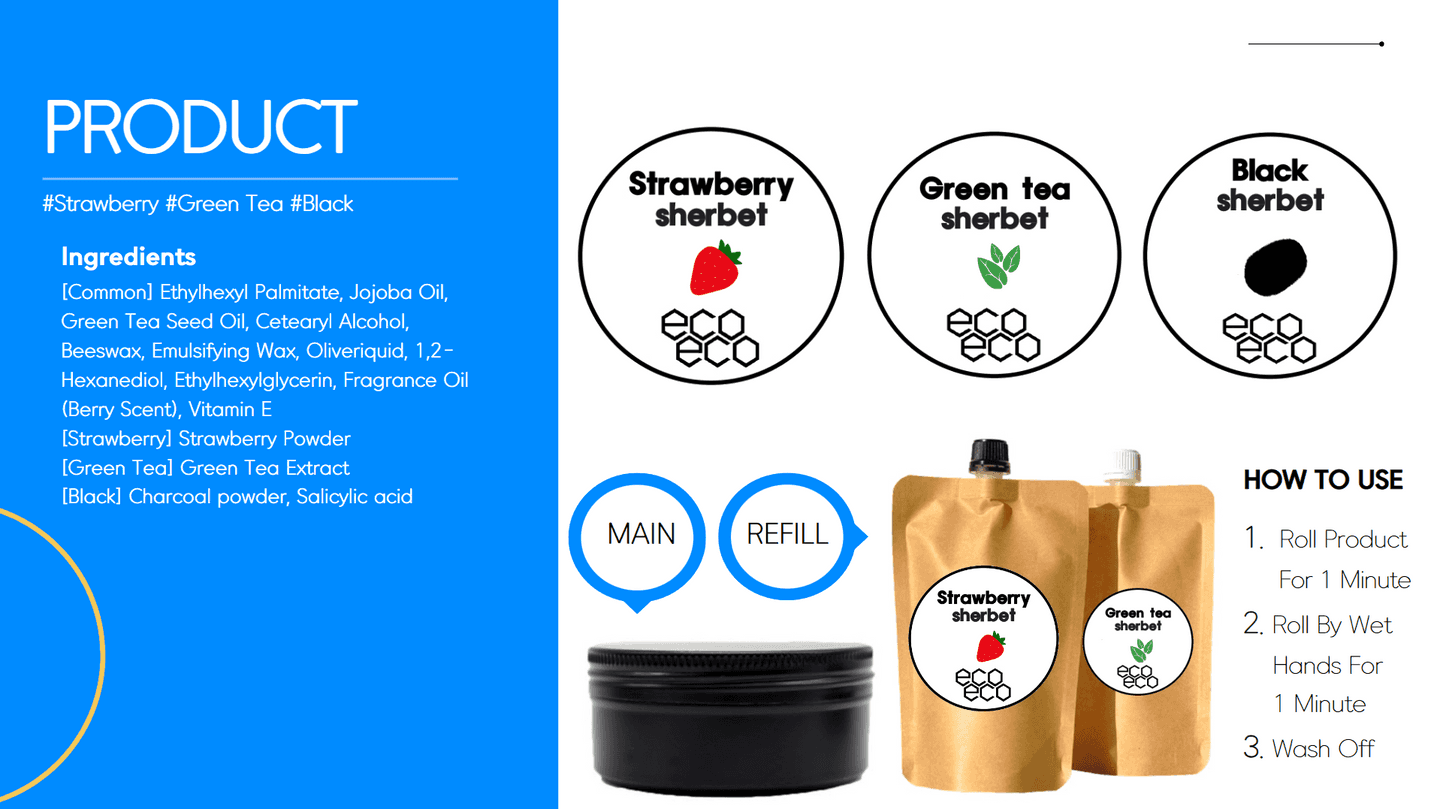 PRODUCT
#Strawberry #Green Tea #Black
Ingredients
[Common] Ethylhexyl Palmitate, Jojoba Oil,
Green Tea Seed Oil, Cetearyl Alcohol,
Beeswax, Emulsifying Wax, Oliveriquid, 1,2-
Hexanediol, Ethylhexylglycerin, Fragrance Oil
(Berry Scent), Vitamin E
[Strawberry] Strawberry Powder
[Green Tea] Green Tea Extract
[Black] Charcoal powder, Salicylic acid
Strawberry
sherbet
eco
eco
Green tea
sherbet
eco
eco
Black
sherbet
eco
eco
MAIN
REFILL
Strawberry
sherbet
eco
eco
Green tea
sherbet
eco
eco
HOW TO USE
1. Roll Product
For 1 Minute
2. Roll By Wet
Hands For
1 Minute
3. Wash Off